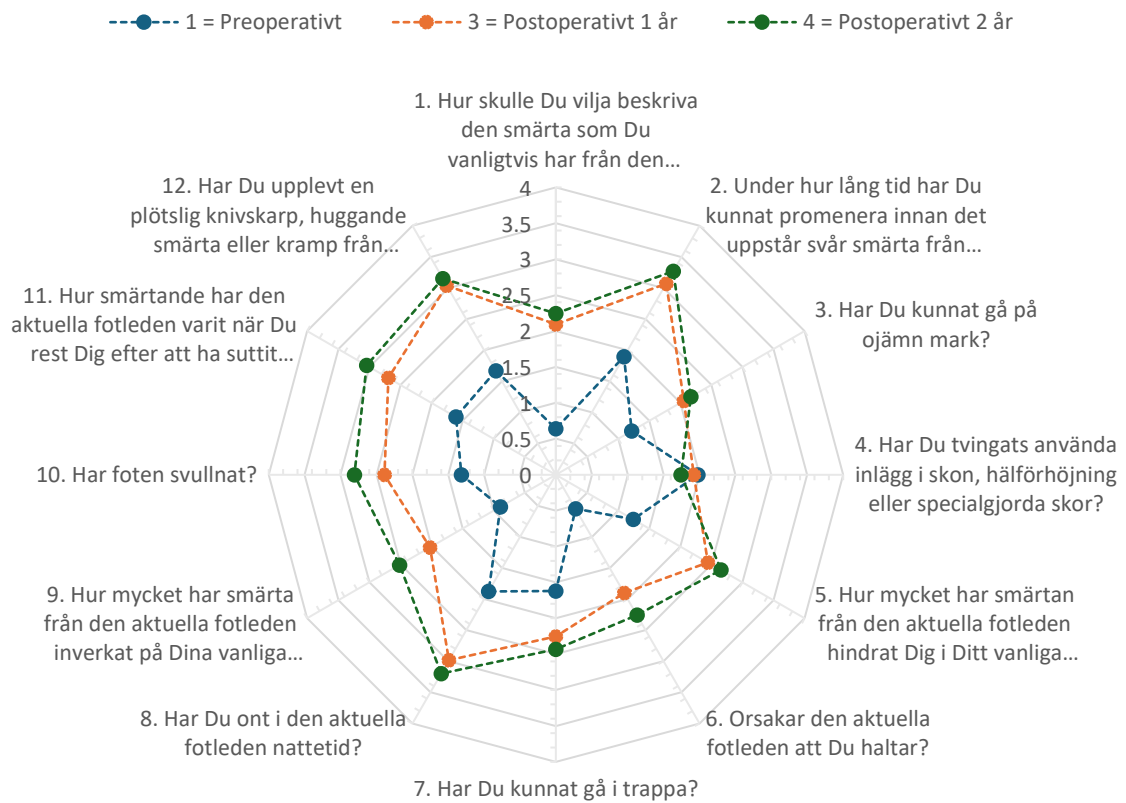 1 = Preoperativt
3 = Postoperativt 1 år
4 = Postoperativt 2 år
1. Hur skulle Du vilja beskriva
den smärta som Du
vanligtvis har från den…
2. Under hur lång tid har Du
kunnat promenera innan det
uppstår svår smärta från…
3. Har Du kunnat gå på
ojämn mark?
4. Har Du tvingats använda
inlägg i skon, hälförhöjning
eller specialgjorda skor?
5. Hur mycket har smärtan
från den aktuella fotleden
hindrat Dig i Ditt vanliga…
6. Orsakar den aktuella
fotleden att Du haltar?
7. Har Du kunnat gå i trappa?
8. Har Du ont i den aktuella
fotleden nattetid?
9. Hur mycket har smärta
från den aktuella fotleden
inverkat på Dina vanliga…
10. Har foten svullnat?
11. Hur smärtande har den
aktuella fotleden varit när Du
rest Dig efter att ha suttit…
12. Har Du upplevt en
plötslig knivskarp, huggande
smärta eller kramp från…
4
3.5
3
2.5
2
1.5
1
0.5
0